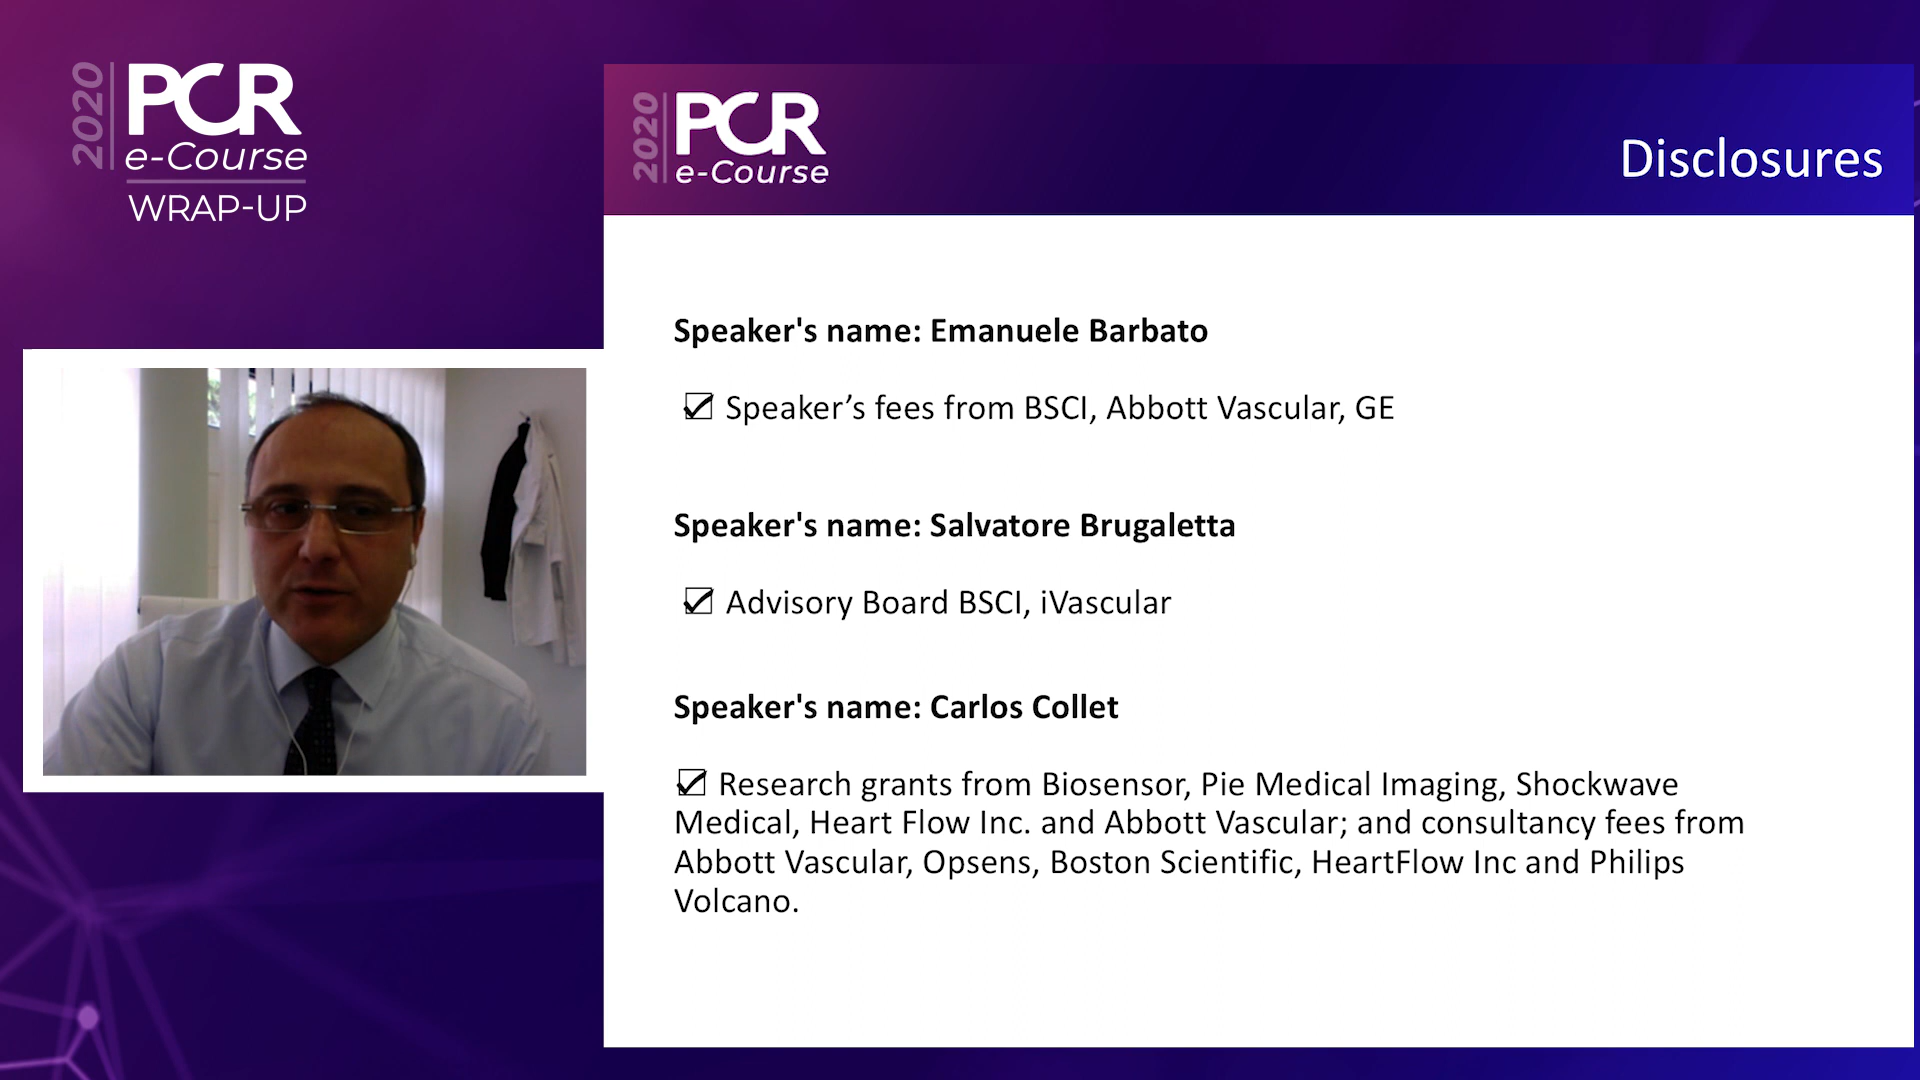 2020
PCR
e-Course
WRAP-UP
2020
PCR
e-Course
Disclosures
Speaker's name: Emanuele Barbato
☑ Speaker’s fees from BSCI, Abbott Vascular, GE
Speaker's name: Salvatore Brugaletta
☑ Advisory Board BSCI, iVascular
Speaker's name: Carlos Collet
☑ Research grants from Biosensor, Pie Medical Imaging, Shockwave
Medical, Heart Flow Inc. and Abbott Vascular; and consultancy fees from
Abbott Vascular, Opsens, Boston Scientific, HeartFlow Inc and Philips
Volcano.